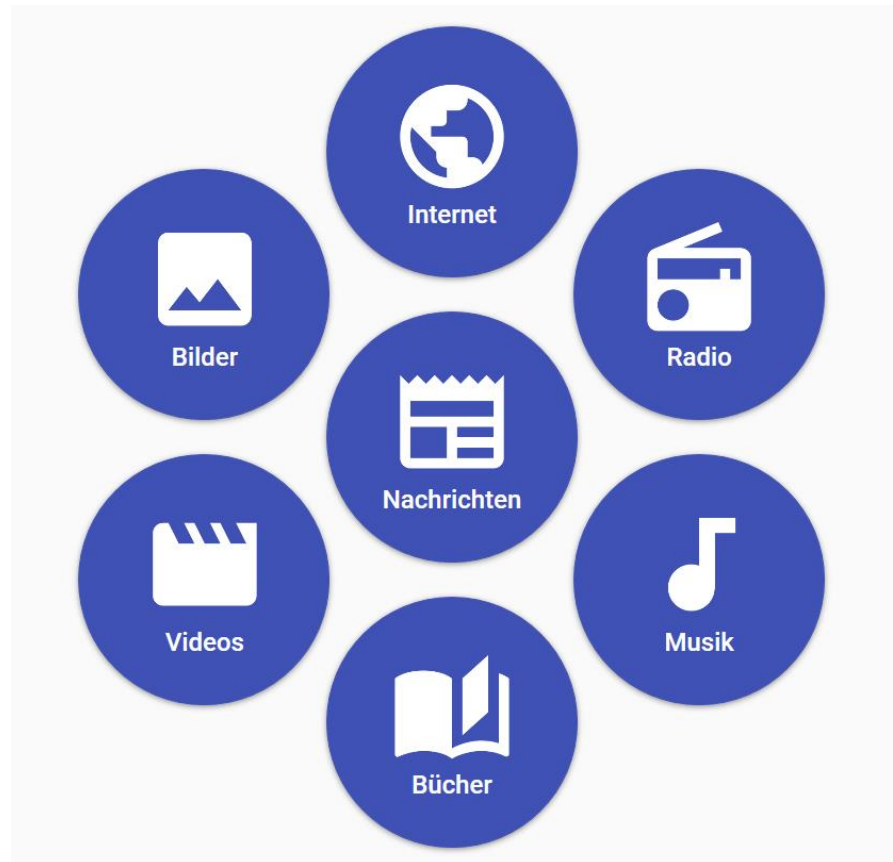 Internet
Bilder
Radio
Nachrichten
Videos
Musik
Bücher